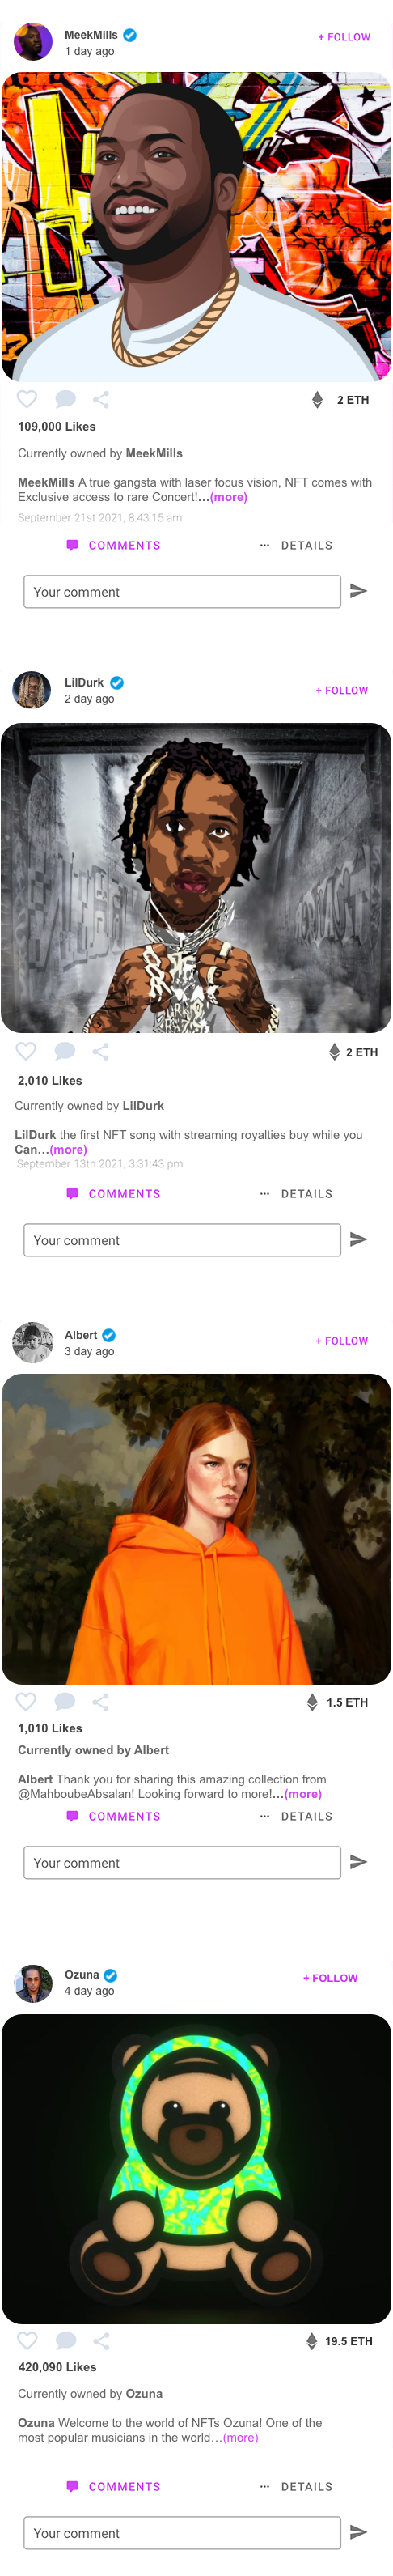 MeekMills
+ FOLLOW
1 day ago
2 ETH
109,000 Likes
Currently owned by MeekMills
MeekMills A true gangsta with laser focus vision, NFT comes with
Exclusive access to rare Concert!...(more)
September 21st 2021, 8:43:15 am
COMMENTS
... DETAILS
Your comment
LilDurk
2 day ago
+ FOLLOW
2 ETH
2,010 Likes
Currently owned by LilDurk
LilDurk the first NFT song with streaming royalties buy while you
Can...(more)
September 13th 2021, 3:31:43 pm
COMMENTS
... DETAILS
Your comment
Albert
3 day ago
+ FOLLOW
1.5 ETH
1,010 Likes
Currently owned by Albert
Albert Thank you for sharing this amazing collection from
@MahboubeAbsalan! Looking forward to more!...(more)
COMMENTS
... DETAILS
Your comment
Ozuna
4 day ago
+ FOLLOW
19.5 ETH
420,090 Likes
Currently owned by Ozuna
Ozuna Welcome to the world of NFTs Ozuna! One of the
most popular musicians in the world...(more)
COMMENTS
... DETAILS
Your comment